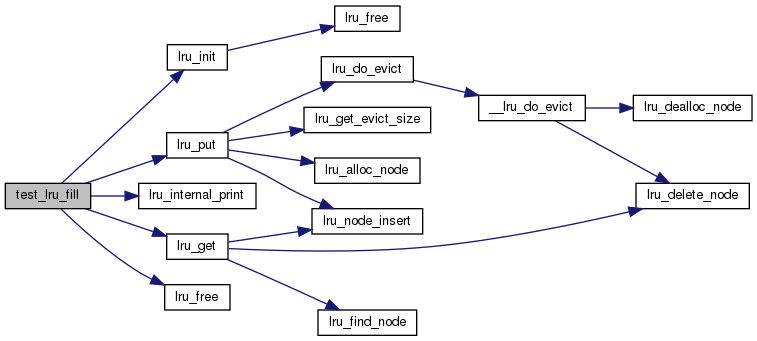 lru_free
lru_init
lru_do_evict
__lru_do_evict
lru_dealloc_node
lru_get_evict_size
lru_put
lru_alloc_node
test_lru_fill
lru_internal_print
lru_delete_node
lru_node_insert
lru_get
lru_free
lru_find_node